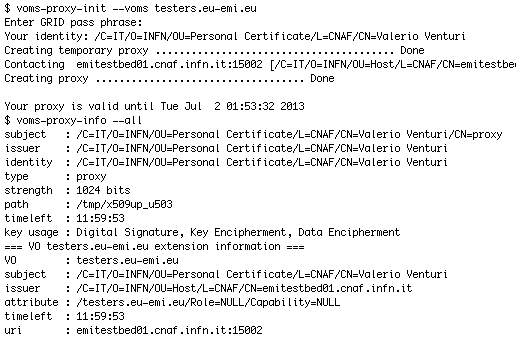 $ voms-proxy-init --voms testers.eu-emi.eu
Enter GRID pass phrase:
Your identity: /C=IT/O=INFN/OU=Personal Certificate/L=CNAF/CN=Valerio Venturi
Creating temporary proxy ....................................... Done
Contacting  emitestbed01.cnaf.infn.it:15002 [/C=IT/O=INFN/OU=Host/L=CNAF/CN=emitestbe
Creating proxy .................................. Done

Your proxy is valid until Tue Jul  2 01:53:32 2013
$ voms-proxy-info --all
subject   : /C=IT/O=INFN/OU=Personal Certificate/L=CNAF/CN=Valerio Venturi/CN=proxy
issuer    : /C=IT/O=INFN/OU=Personal Certificate/L=CNAF/CN=Valerio Venturi
identity  : /C=IT/O=INFN/OU=Personal Certificate/L=CNAF/CN=Valerio Venturi
type      : proxy
strength  : 1024 bits
path      : /tmp/x509up_u503
timeleft  : 11:59:53
key usage : Digital Signature, Key Encipherment, Data Encipherment
=== VO testers.eu-emi.eu extension information ===
VO        : testers.eu-emi.eu
subject   : /C=IT/O=INFN/OU=Personal Certificate/L=CNAF/CN=Valerio Venturi
issuer    : /C=IT/O=INFN/OU=Host/L=CNAF/CN=emitestbed01.cnaf.infn.it
attribute : /testers.eu-emi.eu/Role=NULL/Capability=NULL
timeleft  : 11:59:53
uri       : emitestbed01.cnaf.infn.it:15002